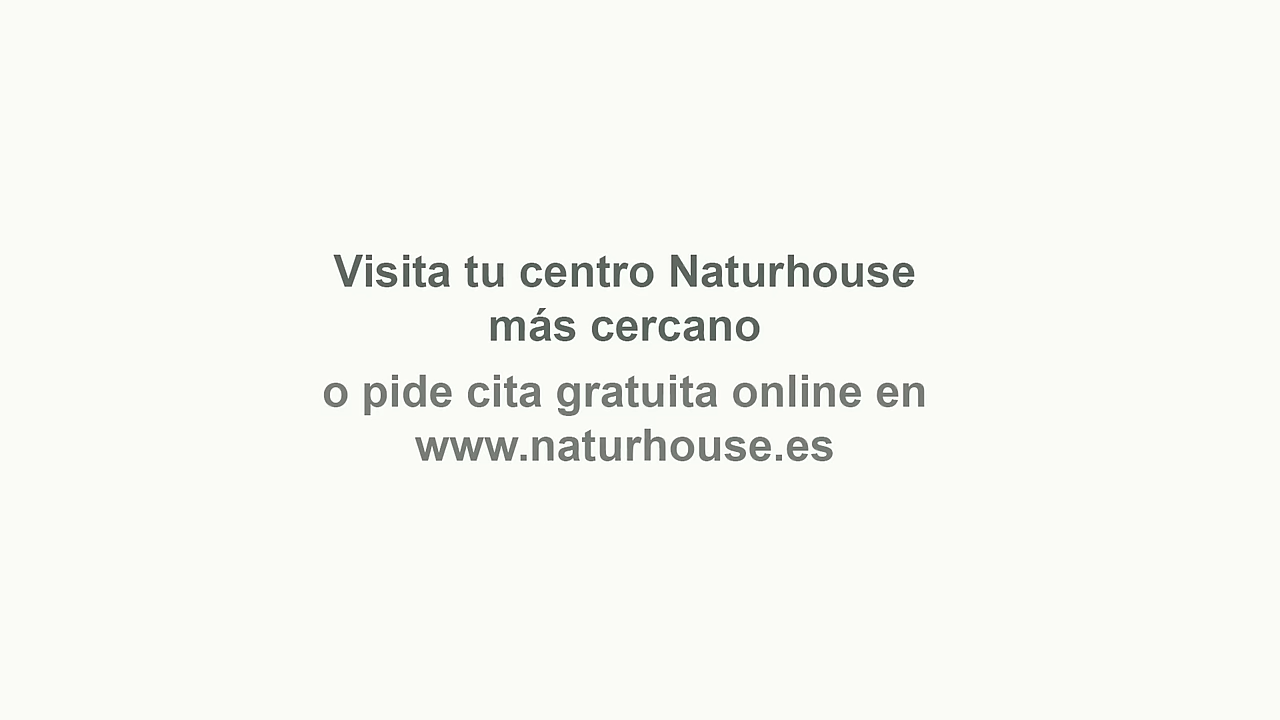 Visita tu centro Naturhouse
más cercano
o pide cita gratuita online en
www.naturhouse.es